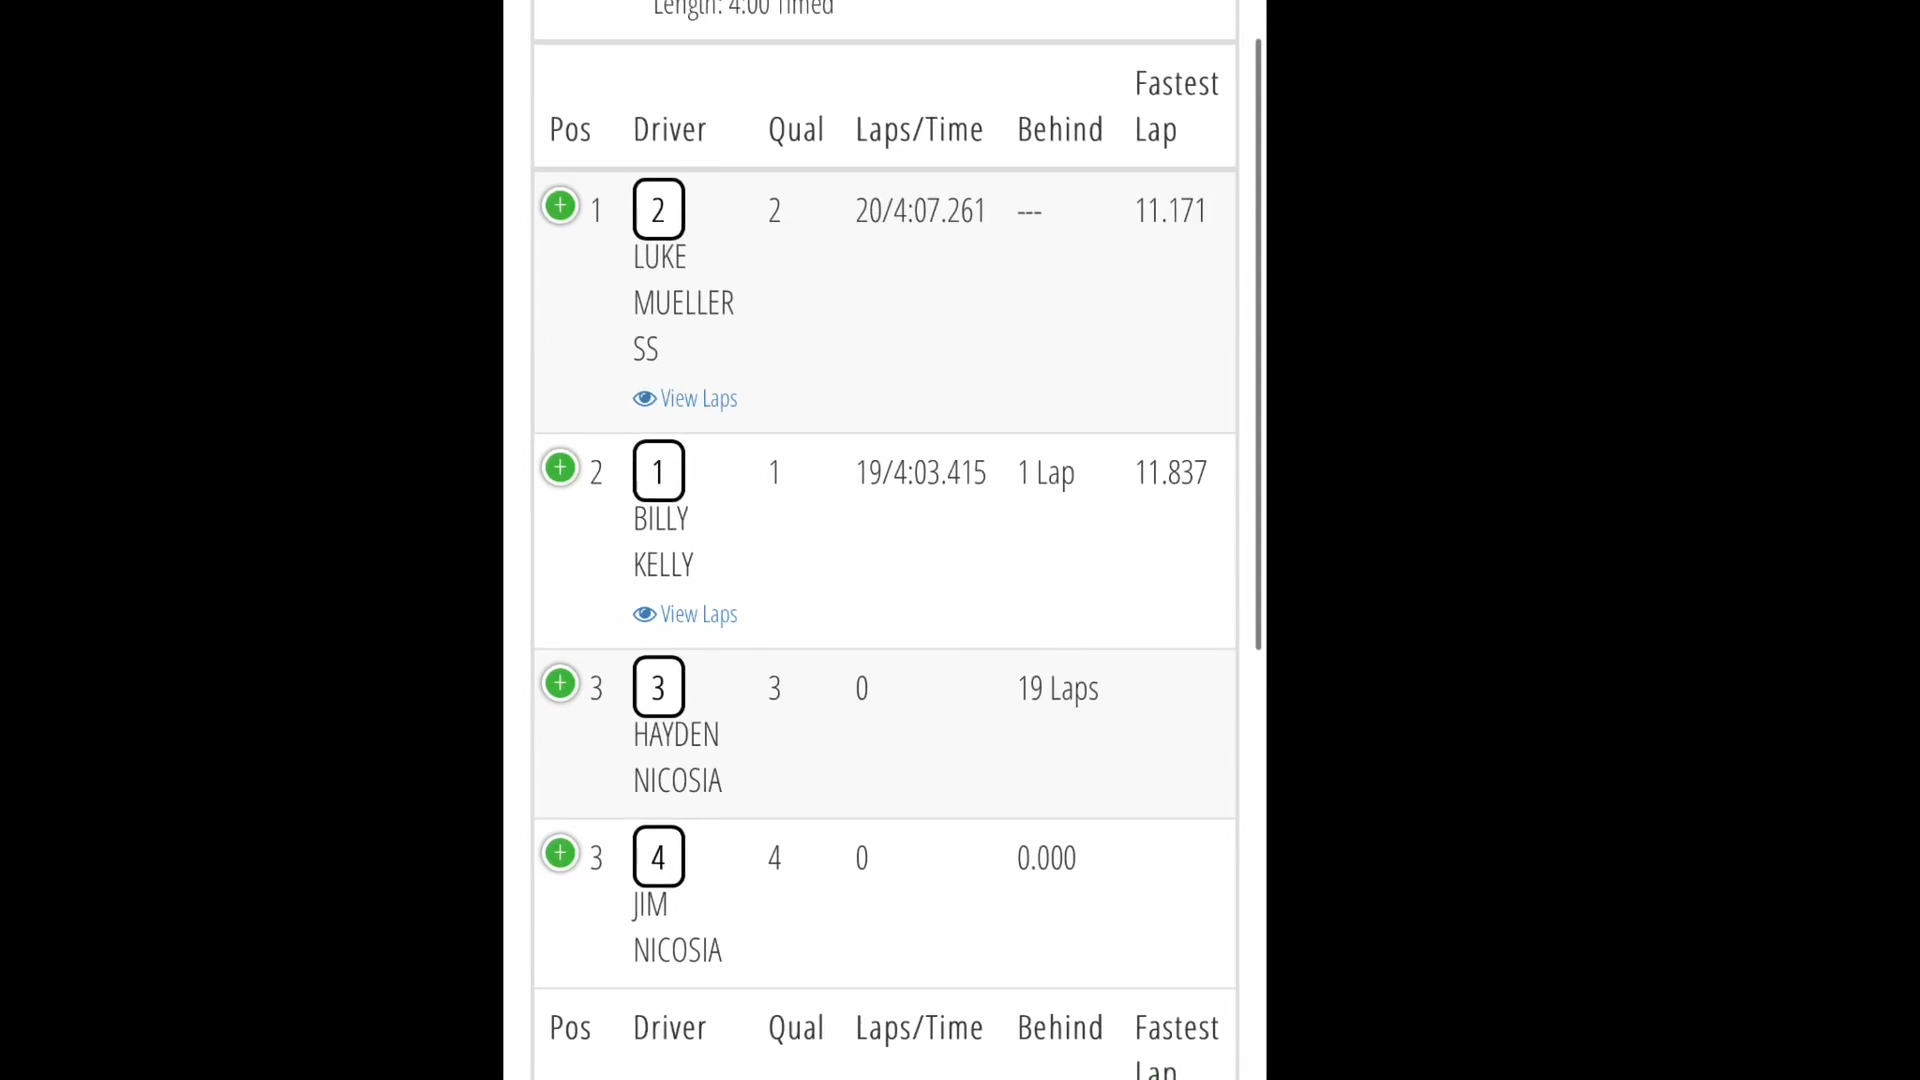 Length: 4:00 Timed
Pos Driver Qual Laps/Time Behind Fastest Lap
1 2 2 20/4:07.261 --- 11.171
LUKE
MUELLER
SS
View Laps
2 1 1 19/4:03.415 1 Lap 11.837
BILLY
KELLY
View Laps
3 3 3 0 19 Laps
HAYDEN
NICOSIA
3 4 4 0 0.000
JIM
NICOSIA
Pos Driver Qual Laps/Time Behind Fastest
Lap